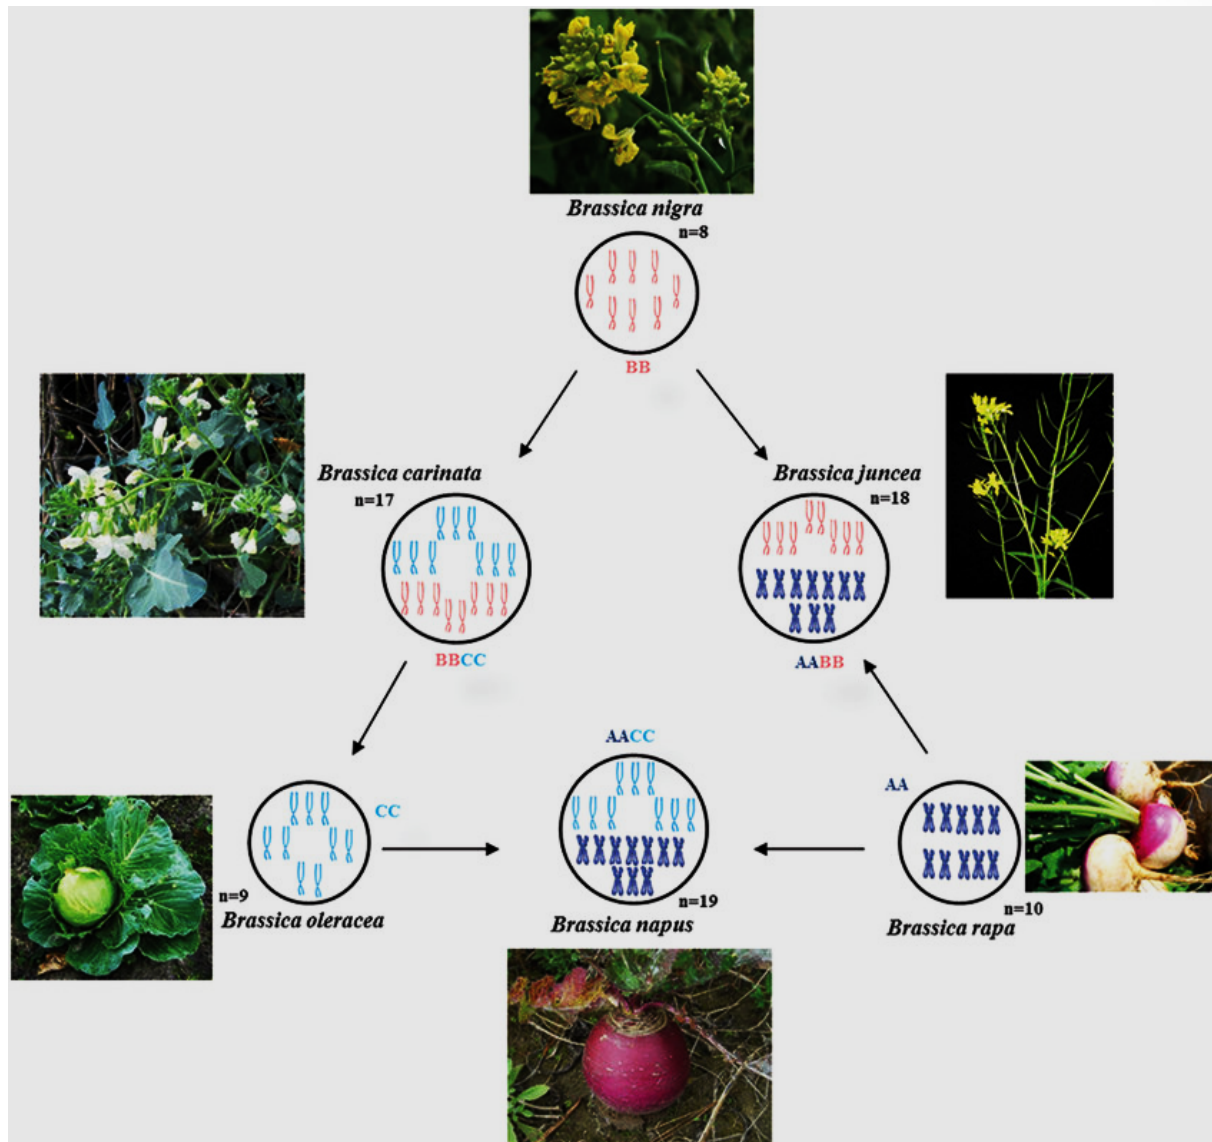 Brassica nigra
n=8
BB
Brassica carinata
n=17
BBCC
Brassica juncea
n=18
AABB
CC
n=9
Brassica oleracea
AACC
n=19
Brassica napus
AA
n=10
Brassica rapa